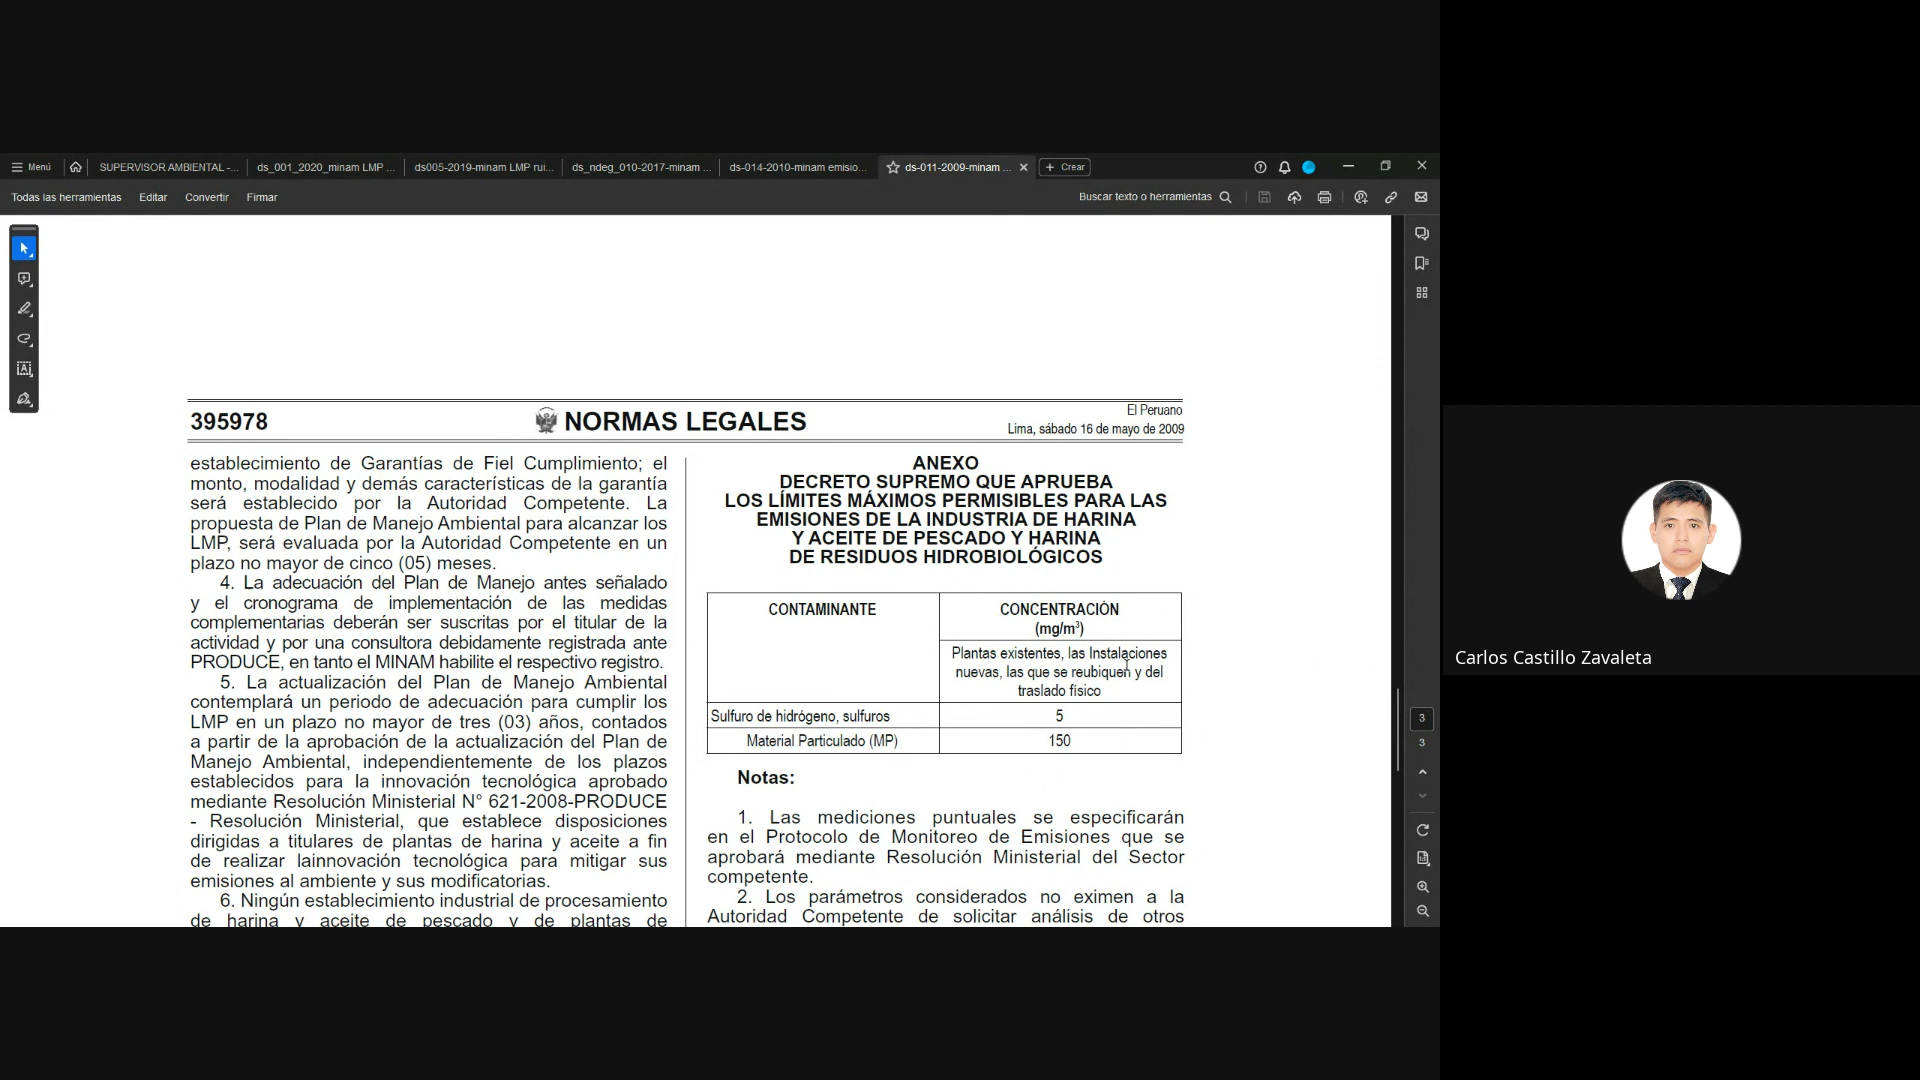 Menú
SUPERVISOR AMBIENTAL -...
ds_001_2020_minam LMP ...
ds005-2019-minam LMP rui...
ds_ndeg_010-2017-minam ...
ds-014-2010-minam emisio...
ds-011-2009-minam ...
Crear
Todas las herramientas
Editar
Convertir
Firmar
Buscar texto o herramientas
395978
NORMAS LEGALES
El Peruano
Lima, sábado 16 de mayo de 2009
establecimiento de Garantías de Fiel Cumplimiento; el
monto, modalidad y demás características de la garantía
será establecido por la Autoridad Competente. La
propuesta de Plan de Manejo Ambiental para alcanzar los
LMP, será evaluada por la Autoridad Competente en un
plazo no mayor de cinco (05) meses.
4. La adecuación del Plan de Manejo antes señalado
y el cronograma de implementación de las medidas
complementarias deberán ser suscritas por el titular de la
actividad y por una consultora debidamente registrada ante
PRODUCE, en tanto el MINAM habilite el respectivo registro.
5. La actualización del Plan de Manejo Ambiental
contemplará un periodo de adecuación para cumplir los
LMP en un plazo no mayor de tres (03) años, contados
a partir de la aprobación de la actualización del Plan de
Manejo Ambiental, independientemente de los plazos
establecidos para la innovación tecnológica aprobado
mediante Resolución Ministerial N° 621-2008-PRODUCE
- Resolución Ministerial, que establece disposiciones
dirigidas a titulares de plantas de harina y aceite a fin
de realizar lainnovación tecnológica para mitigar sus
emisiones al ambiente y sus modificatorias.
6. Ningún establecimiento industrial de procesamiento
de harina y aceite de pescado y de plantas de
ANEXO
DECRETO SUPREMO QUE APRUEBA
LOS LÍMITES MÁXIMOS PERMISIBLES PARA LAS
EMISIONES DE LA INDUSTRIA DE HARINA
Y ACEITE DE PESCADO Y HARINA
DE RESIDUOS HIDROBIOLÓGICOS
CONTAMINANTE
CONCENTRACIÓN
(mg/m³)
Plantas existentes, las Instalaciones
nuevas, las que se reubiquen y del
traslado físico
Sulfuro de hidrógeno, sulfuros 5
Material Particulado (MP) 150
Notas:
1. Las mediciones puntuales se especificarán
en el Protocolo de Monitoreo de Emisiones que se
aprobará mediante Resolución Ministerial del Sector
competente.
2. Los parámetros considerados no eximen a la
Autoridad Competente de solicitar análisis de otros
3
3
Carlos Castillo Zavaleta